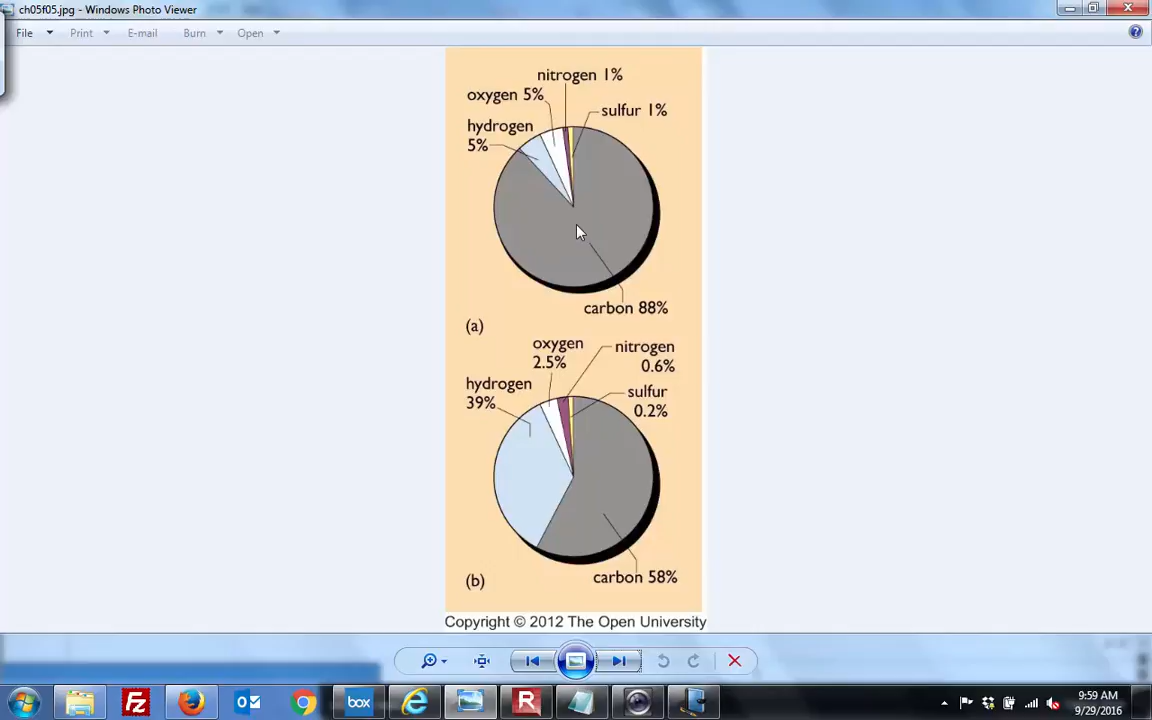 ch05f05.jpg - Windows Photo Viewer
File Print E-mail Burn Open
nitrogen 1%
oxygen 5%
sulfur 1%
hydrogen
5%
carbon 88%
(a)
oxygen
2.5%
nitrogen
0.6%
hydrogen
39%
sulfur
0.2%
carbon 58%
(b)
Copyright © 2012 The Open University
box
R
9:59 AM
9/29/2016